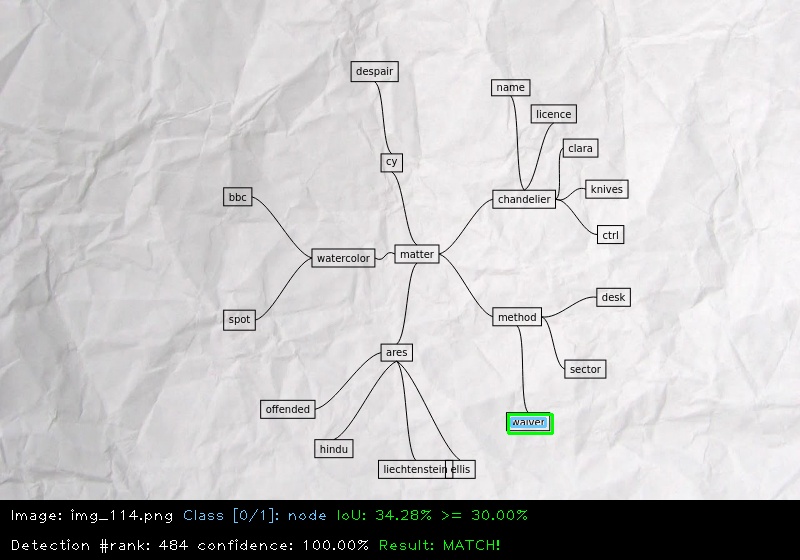 despair
name
licence
clara
cy
knives
bbc
chandelier
ctrl
matter
watercolor
desk
method
spot
ares
sector
offended
waiver
hindu
liechtenstein
ellis
Image: img_114.png Class [0/1]: node IoU: 34.28% >= 30.00%
Detection #rank: 484 confidence: 100.00% Result: MATCH!